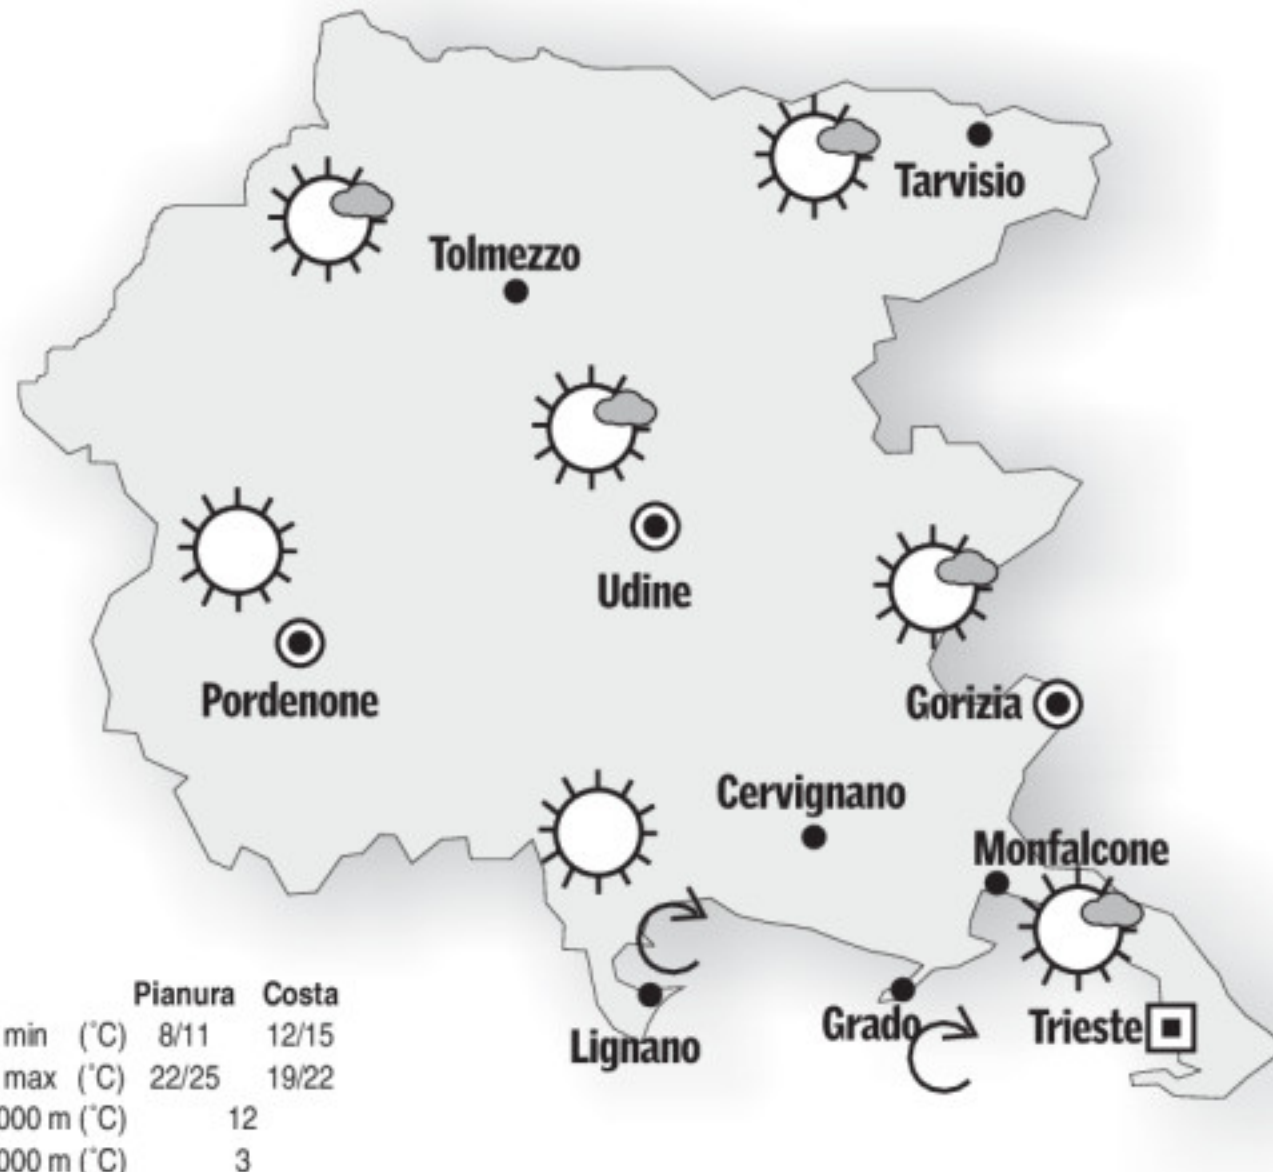 Tarvisio
Tolmezzo
Udine
Pordenone
Gorizia
Cervignano
Monfalcone
Grado
Trieste
Lignano
Pianura Costa
min (°C) 8/11 12/15
max (°C) 22/25 19/22
000 m (°C) 12
000 m (°C) 3